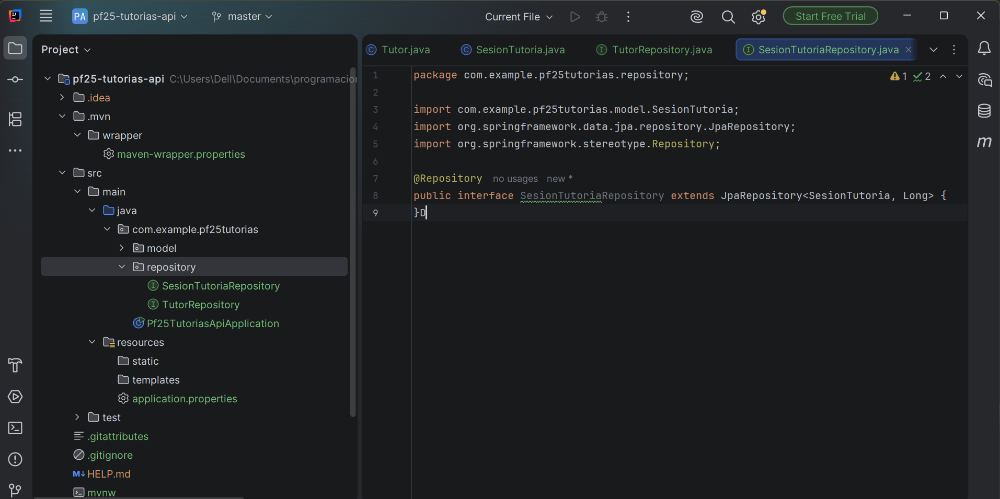 PA pf25-tutorias-api
master
Current File
Start Free Trial
Project
pf25-tutorias-api C:\Users\Dell\Documents\programacion
.idea
.mvn
wrapper
maven-wrapper.properties
src
main
java
com.example.pf25tutorias
model
repository
SesionTutoriaRepository
TutorRepository
Pf25TutoriasApiApplication
resources
static
templates
application.properties
test
.gitattributes
.gitignore
M↓ HELP.md
mvnw
Tutor.java SesionTutoria.java TutorRepository.java SesionTutoriaRepository.java
1 package com.example.pf25tutorias.repository;
1 2
2
3 import com.example.pf25tutorias.model.SesionTutoria;
4 import org.springframework.data.jpa.repository.JpaRepository;
5 import org.springframework.stereotype.Repository;
6
7 @Repository no usages new *
8 public interface SesionTutoriaRepository extends JpaRepository<SesionTutoria, Long> {
9 }D
m